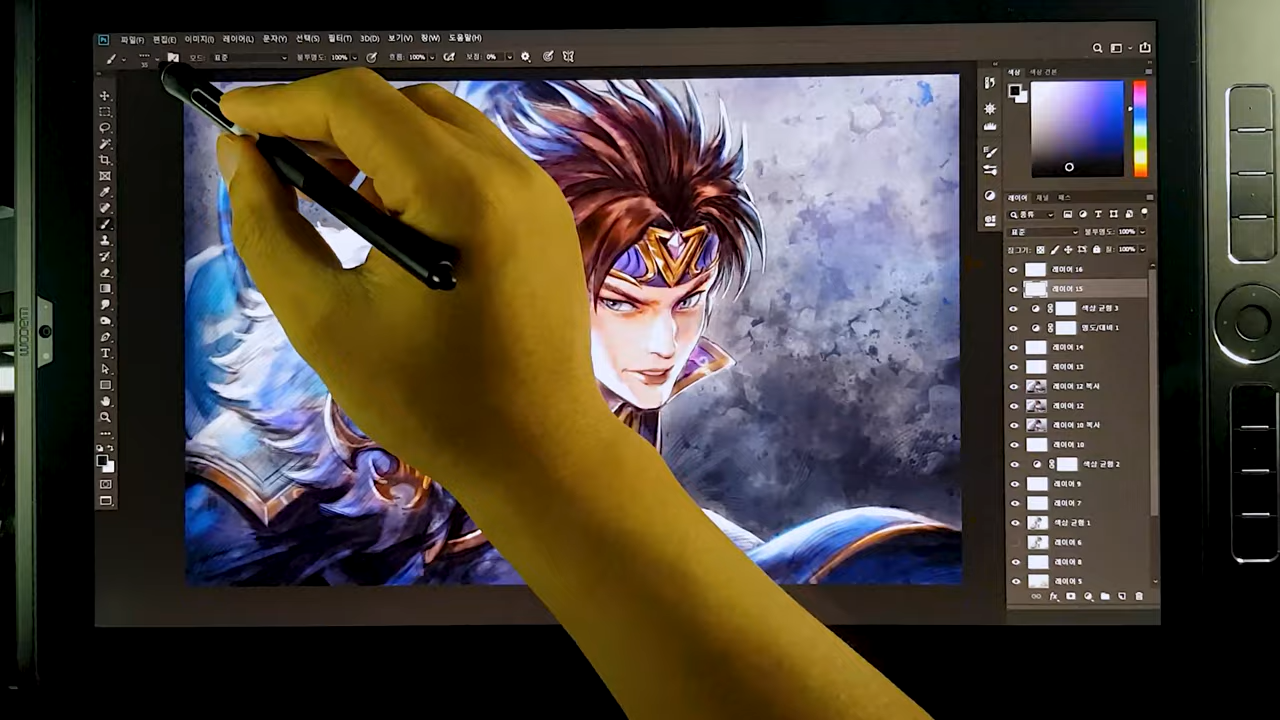 Ps 파일(F) 편집(E) 이미지(I) 레이어(L) 문자(Y) 선택(S) 필터(T) 3D(D) 보기(V) 창(W) 도움말(H)
35 모드: 표준 불투명도: 100% 흐름: 100% 보정: 0%
색상 색상 견본
레이어 채널 패스
종류
표준 불투명도: 100%
잠그기: 칠: 100%
레이어 16
레이어 15
색상 균형 3
명도/대비 1
레이어 14
레이어 13
레이어 12 복사
레이어 12
레이어 10 복사
레이어 10
색상 균형 2
레이어 9
레이어 7
색상 균형 1
레이어 6
레이어 8
레이어 5
wacom